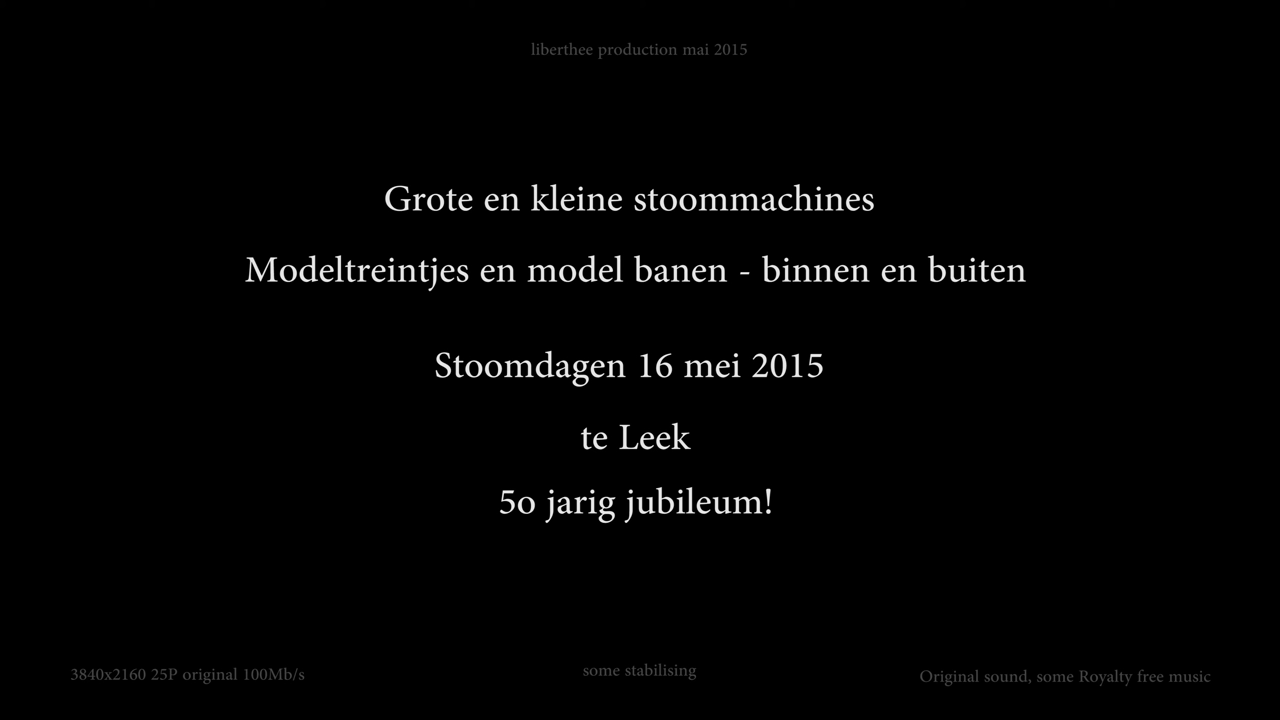 liberthee production mai 2015
Grote en kleine stoommachines
Modeltreintjes en model banen - binnen en buiten
Stoomdagen 16 mei 2015
te Leek
5o jarig jubileum!
3840x2160 25P original 100Mb/s
some stabilising
Original sound, some Royalty free music